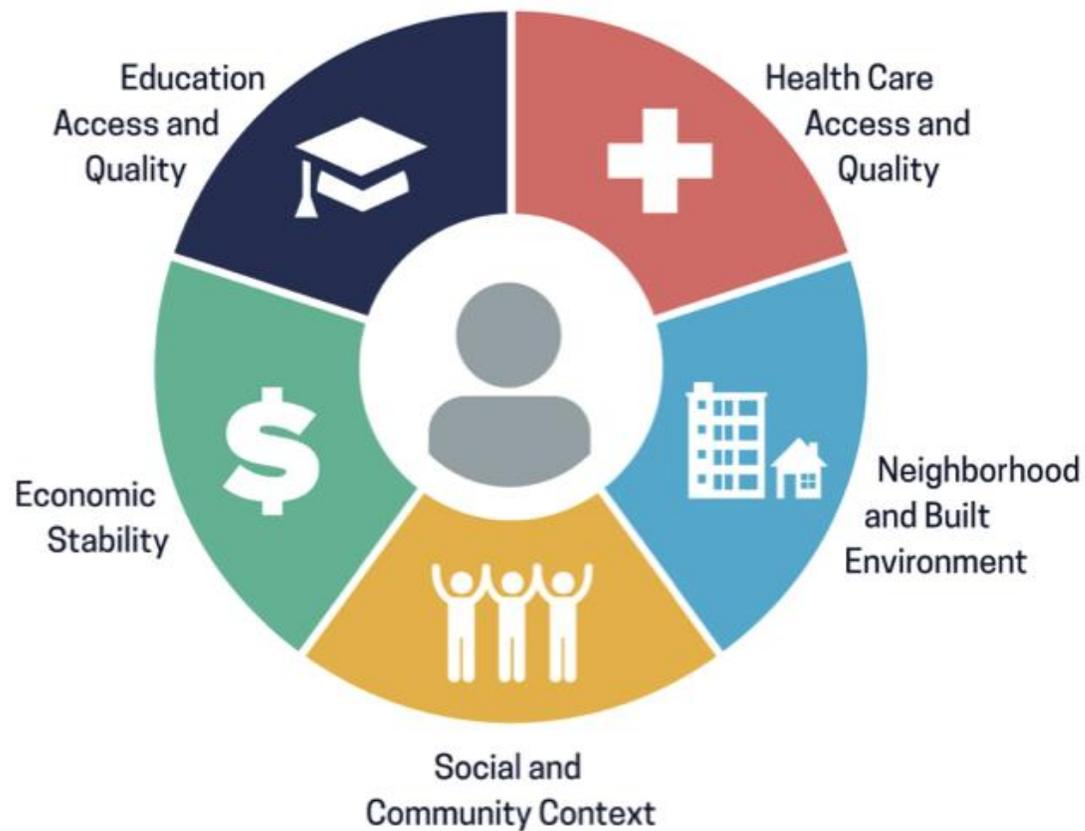 Education
Access and
Quality
Health Care
Access and
Quality
Economic
Stability
Neighborhood
and Built
Environment
Social and
Community Context